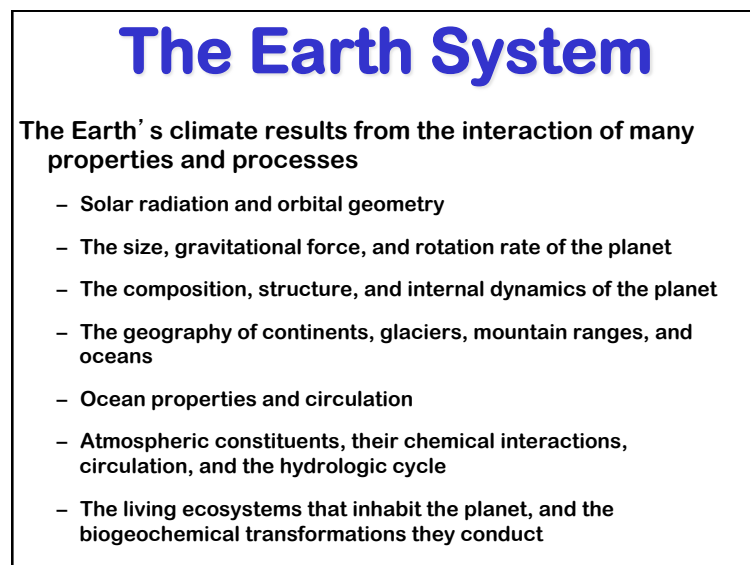 The Earth System
The Earth’s climate results from the interaction of many
properties and processes
– Solar radiation and orbital geometry
– The size, gravitational force, and rotation rate of the planet
– The composition, structure, and internal dynamics of the planet
– The geography of continents, glaciers, mountain ranges, and
oceans
– Ocean properties and circulation
– Atmospheric constituents, their chemical interactions,
circulation, and the hydrologic cycle
– The living ecosystems that inhabit the planet, and the
biogeochemical transformations they conduct